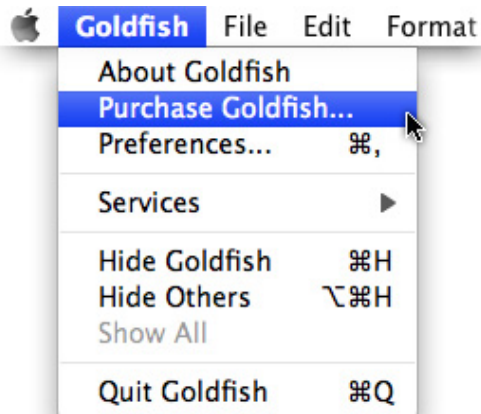 Goldfish File Edit Format
About Goldfish
Purchase Goldfish...
Preferences... ⌘,
Services
Hide Goldfish ⌘H
Hide Others ⌥⌘H
Show All
Quit Goldfish ⌘Q